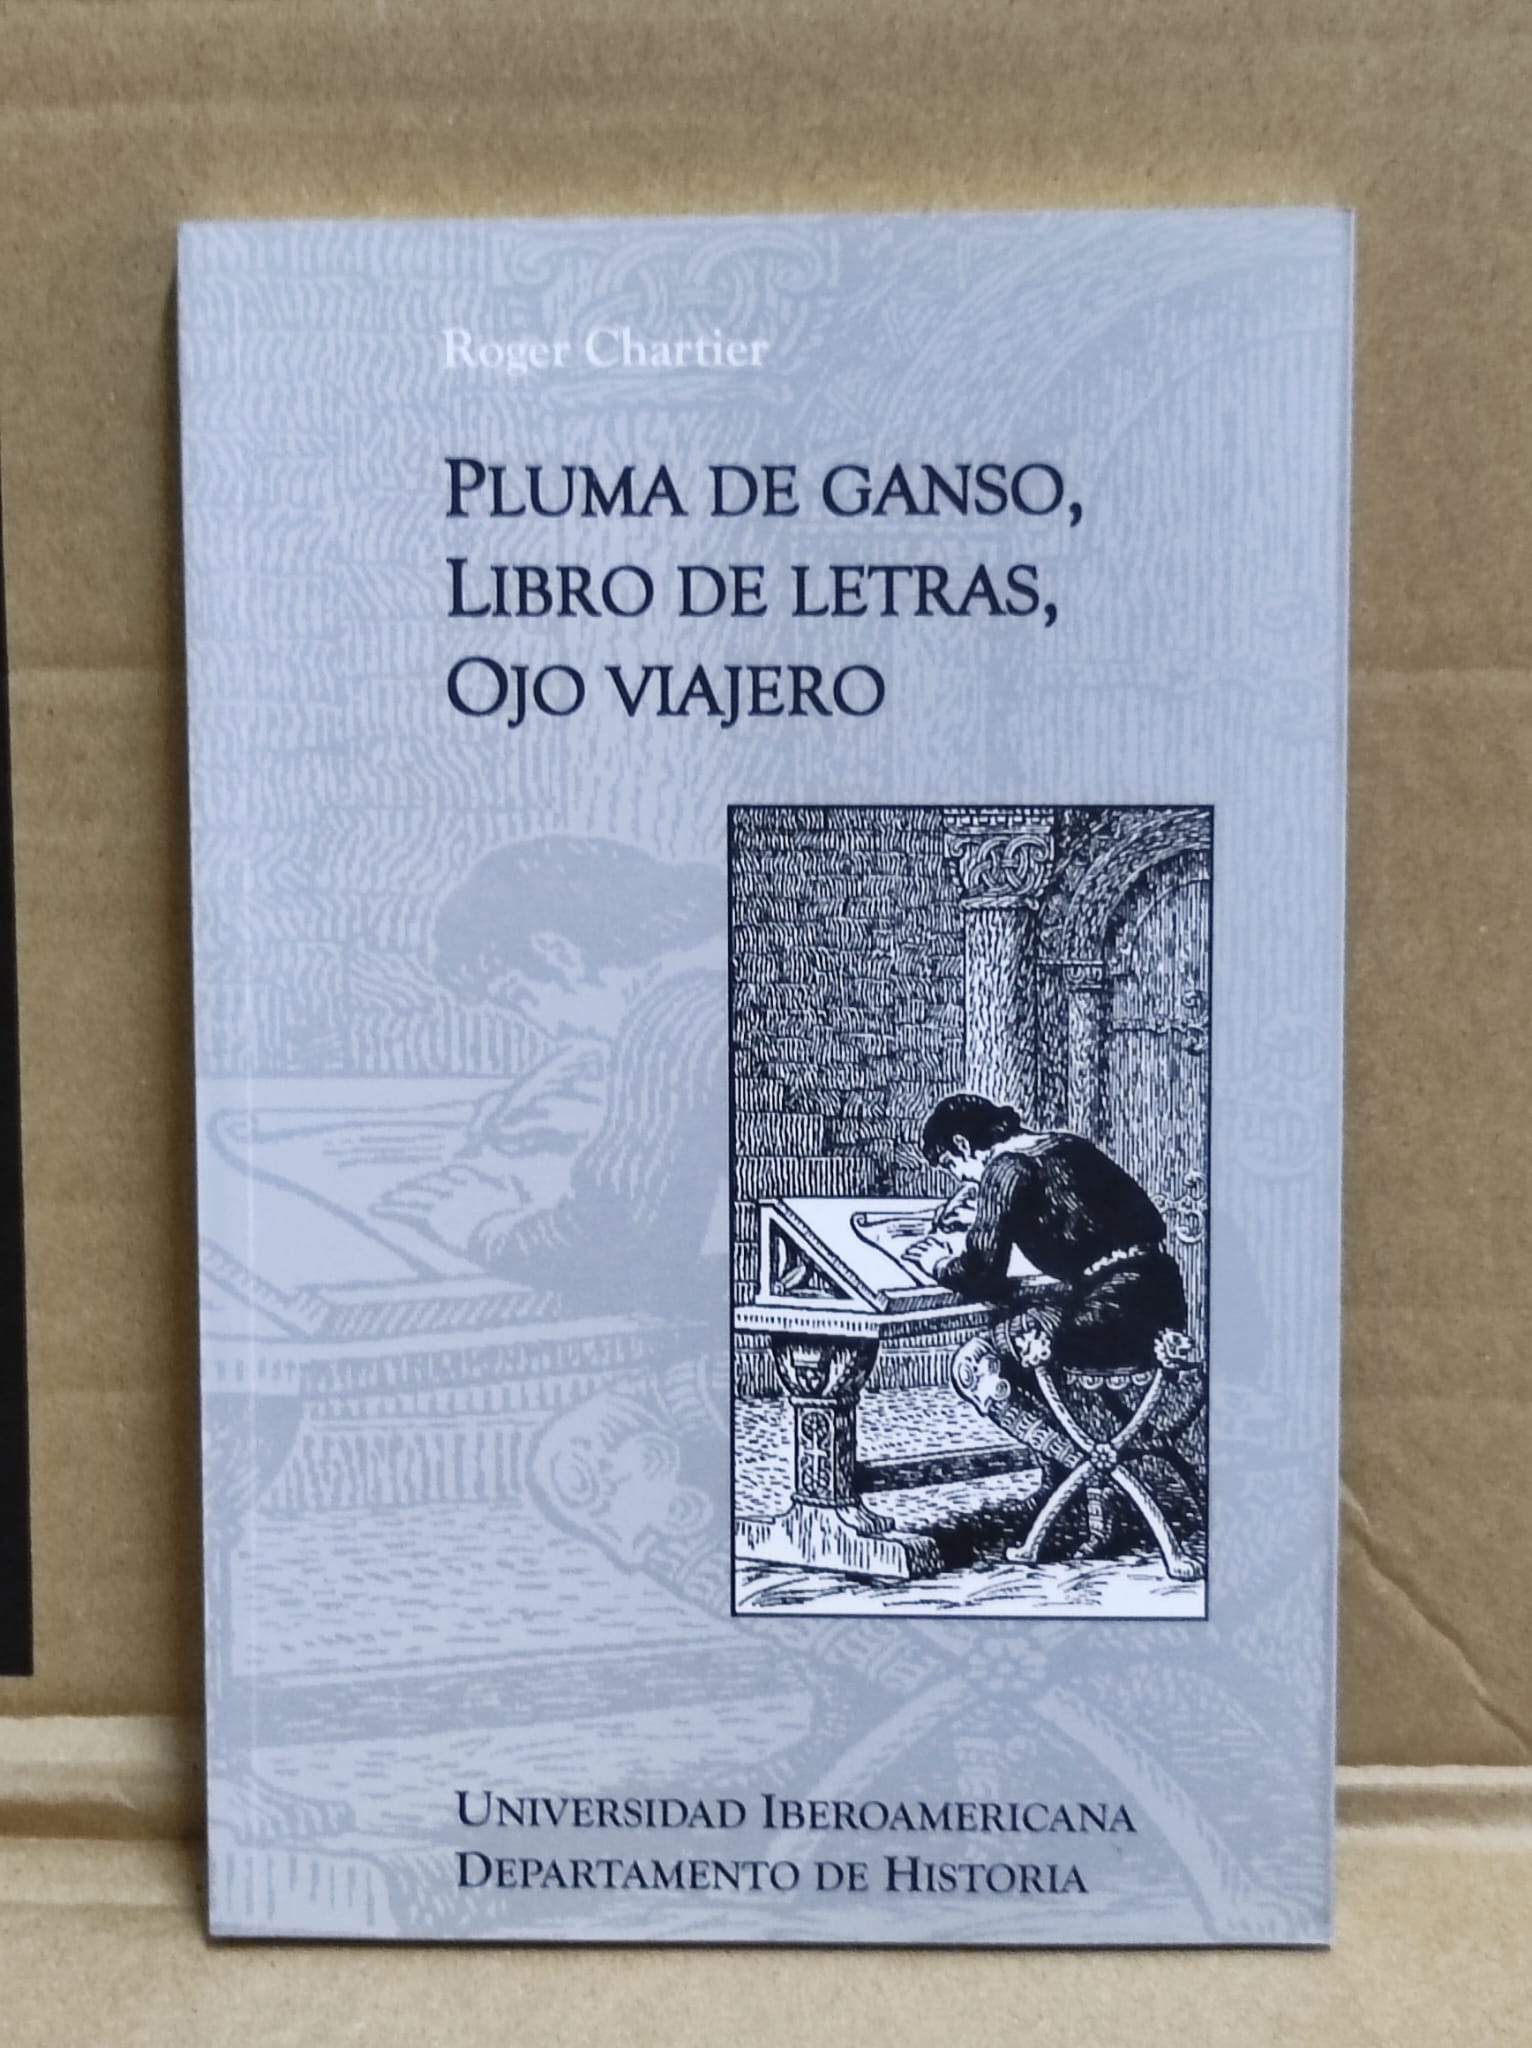 Roger Chartier
PLUMA DE GANSO,
LIBRO DE LETRAS,
OJO VIAJERO
UNIVERSIDAD IBEROAMERICANA
DEPARTAMENTO DE HISTORIA